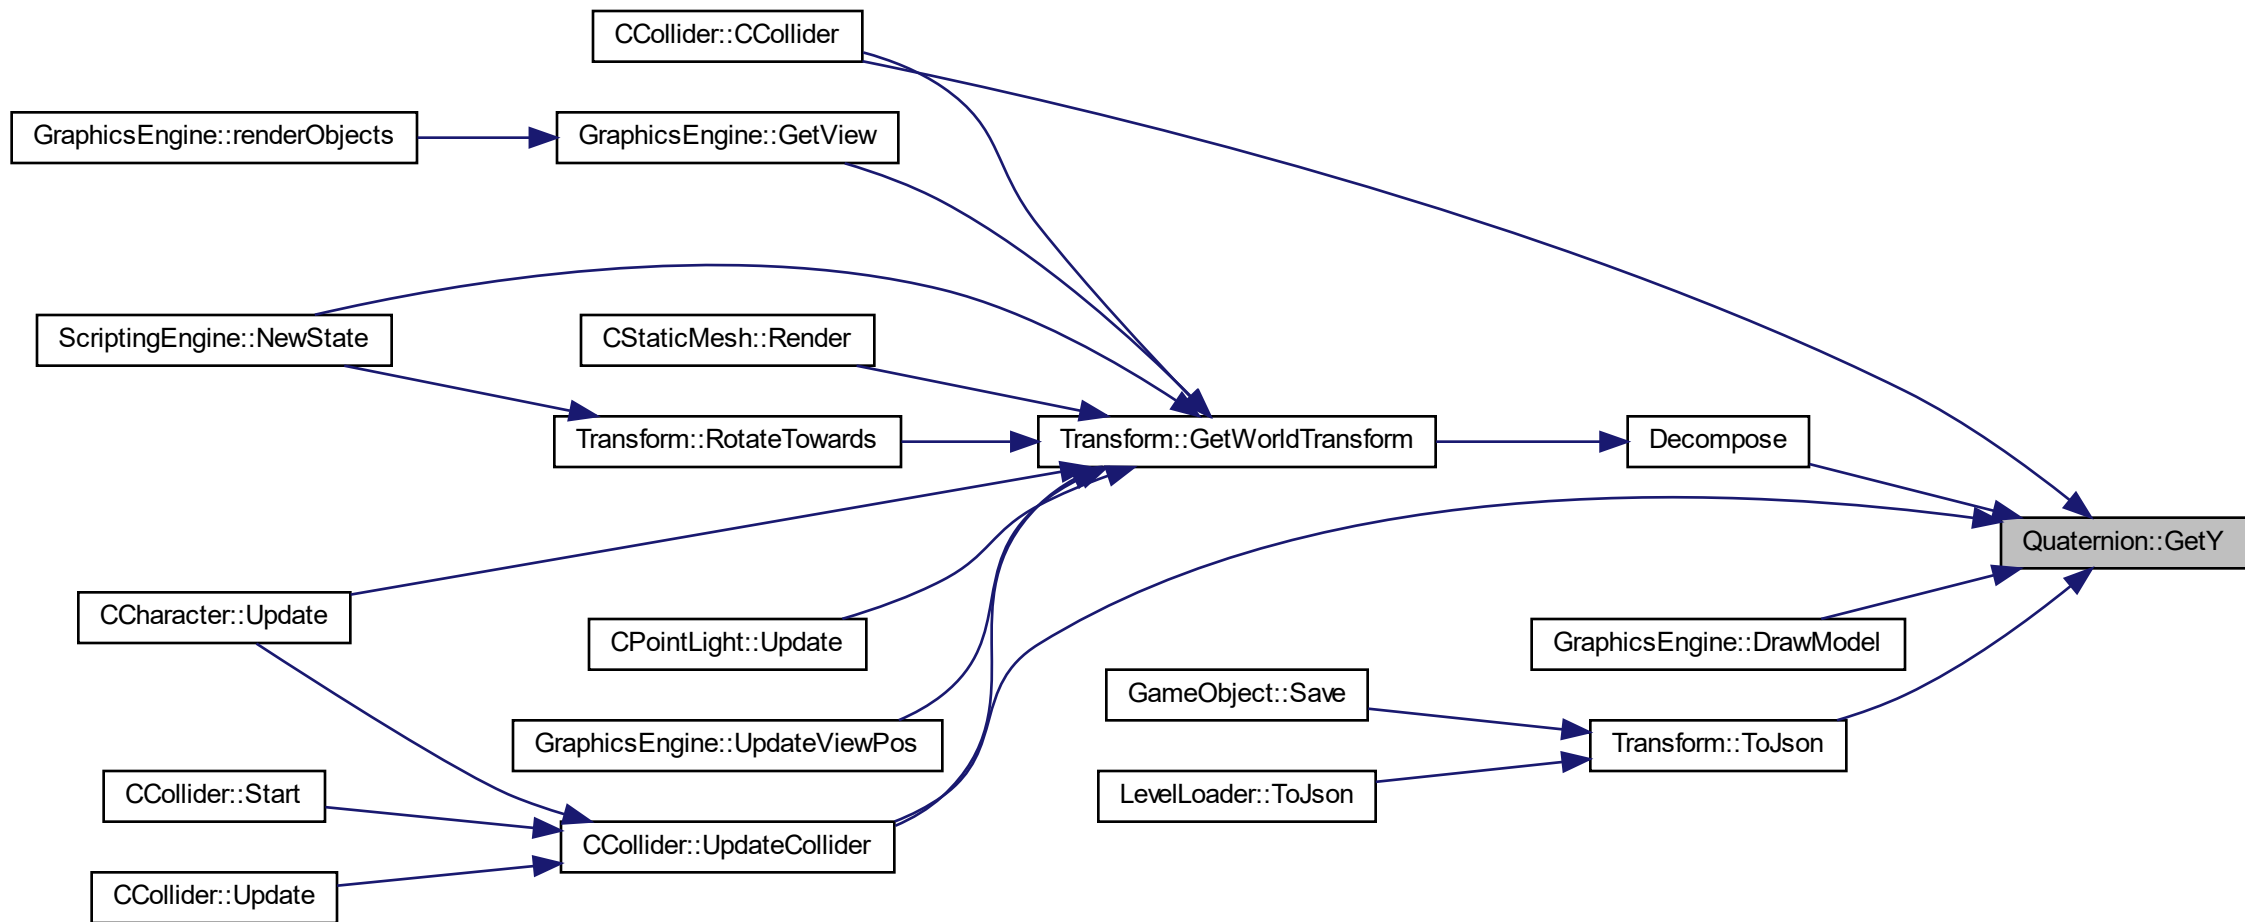 CCollider::CCollider
GraphicsEngine::renderObjects
GraphicsEngine::GetView
ScriptingEngine::NewState
CStaticMesh::Render
Transform::RotateTowards
Transform::GetWorldTransform
Decompose
Quaternion::GetY
CCharacter::Update
CPointLight::Update
GraphicsEngine::DrawModel
GameObject::Save
GraphicsEngine::UpdateViewPos
Transform::ToJson
CCollider::Start
LevelLoader::ToJson
CCollider::UpdateCollider
CCollider::Update